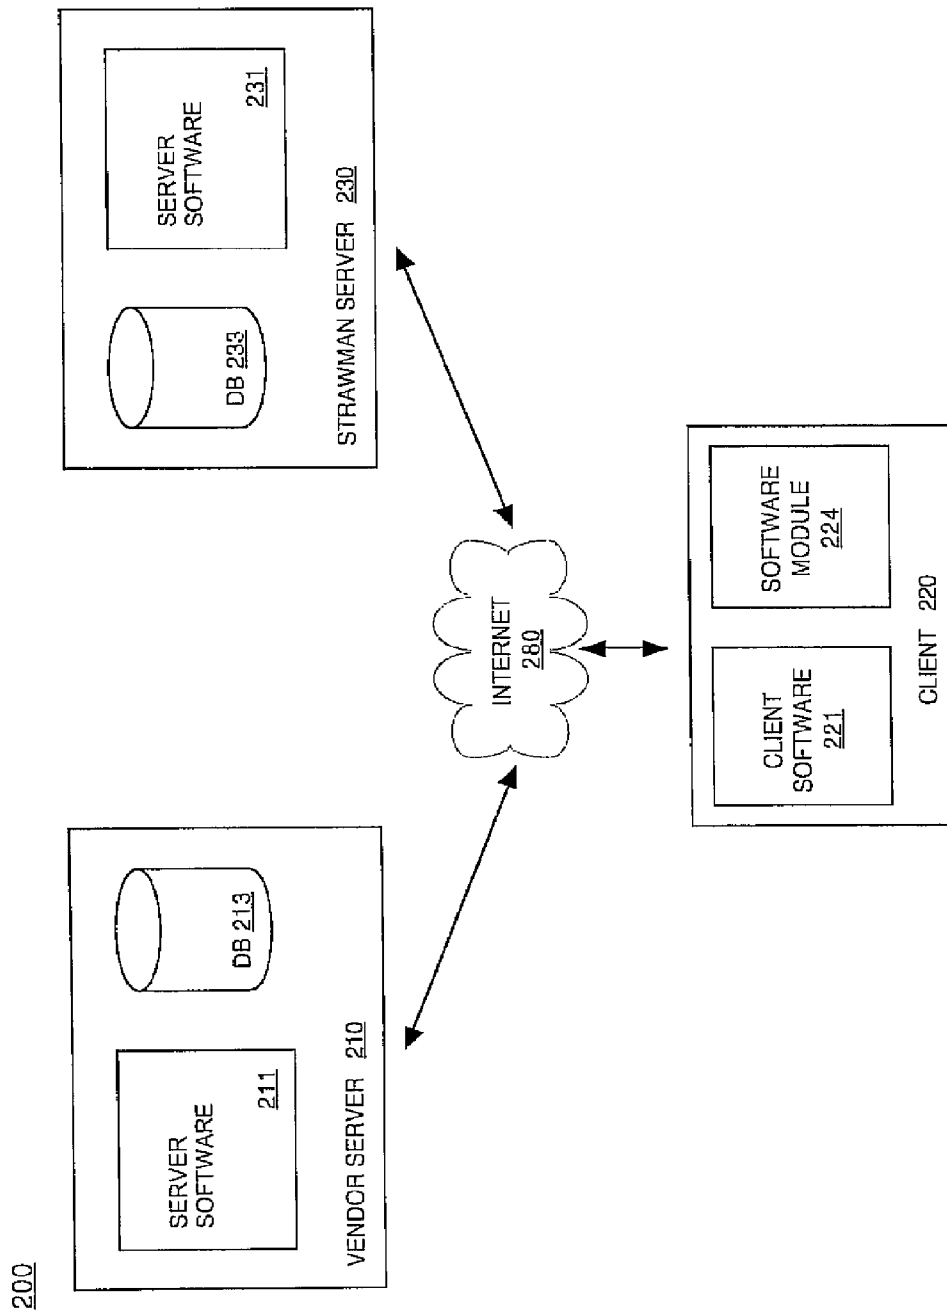 200
SERVER
SOFTWARE
211
DB 213
VENDOR SERVER 210
DB 233
SERVER
SOFTWARE
231
STRAWMAN SERVER 230
INTERNET
280
CLIENT
SOFTWARE
221
SOFTWARE
MODULE
224
CLIENT 220